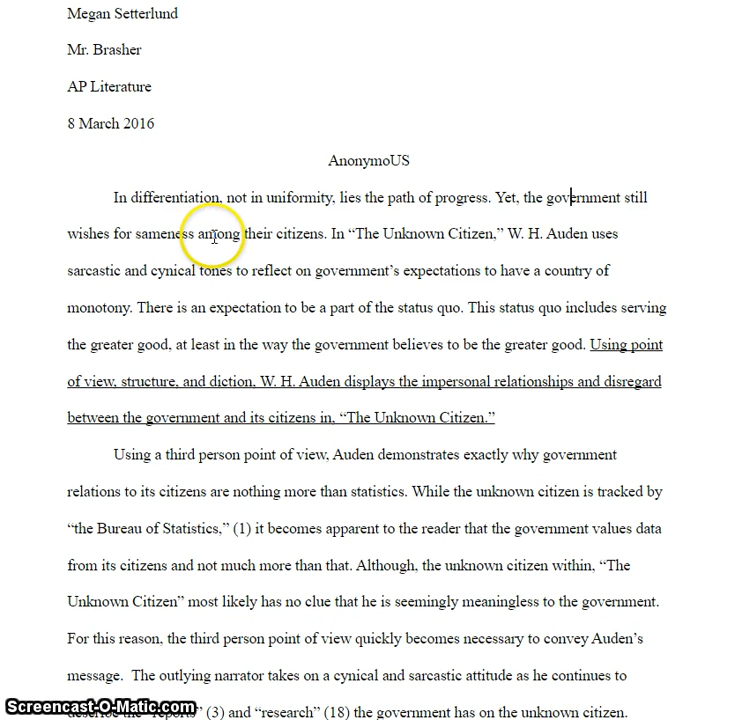 Megan Setterlund
Mr. Brasher
AP Literature
8 March 2016
AnonymoUS
In differentiation, not in uniformity, lies the path of progress. Yet, the government still
wishes for sameness among their citizens. In “The Unknown Citizen,” W. H. Auden uses
sarcastic and cynical tones to reflect on government’s expectations to have a country of
monotony. There is an expectation to be a part of the status quo. This status quo includes serving
the greater good, at least in the way the government believes to be the greater good. Using point
of view, structure, and diction, W. H. Auden displays the impersonal relationships and disregard
between the government and its citizens in, “The Unknown Citizen.”
Using a third person point of view, Auden demonstrates exactly why government
relations to its citizens are nothing more than statistics. While the unknown citizen is tracked by
“the Bureau of Statistics,” (1) it becomes apparent to the reader that the government values data
from its citizens and not much more than that. Although, the unknown citizen within, “The
Unknown Citizen” most likely has no clue that he is seemingly meaningless to the government.
For this reason, the third person point of view quickly becomes necessary to convey Auden’s
message. The outlying narrator takes on a cynical and sarcastic attitude as he continues to
describe the “reports” (3) and “research” (18) the government has on the unknown citizen.
Screencast-O-Matic.com